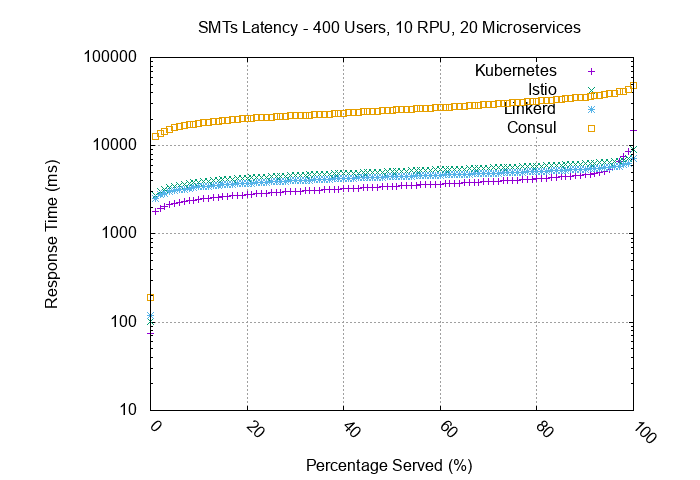 SMTs Latency - 400 Users, 10 RPU, 20 Microservices
100000
10000
1000
100
10
Response Time (ms)
Kubernetes
Istio
Linkerd
Consul
0
20
40
60
80
100
Percentage Served (%)